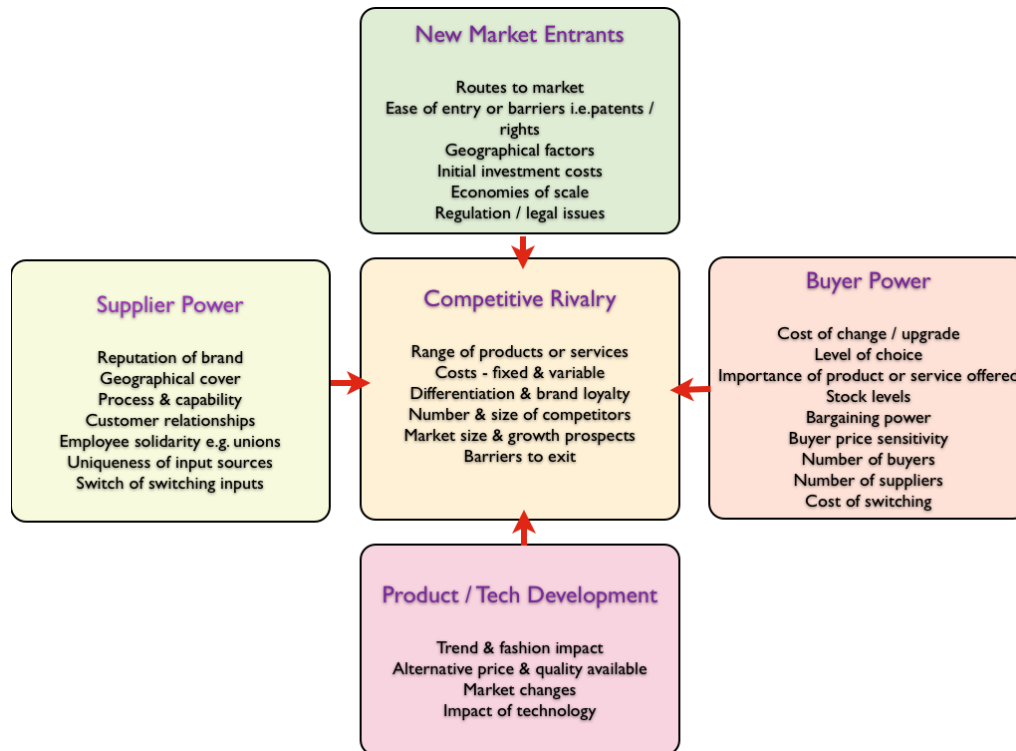 New Market Entrants
Routes to market
Ease of entry or barriers i.e.patents /
rights
Geographical factors
Initial investment costs
Economies of scale
Regulation / legal issues
Supplier Power
Reputation of brand
Geographical cover
Process & capability
Customer relationships
Employee solidarity e.g. unions
Uniqueness of input sources
Switch of switching inputs
Competitive Rivalry
Range of products or services
Costs - fixed & variable
Differentiation & brand loyalty
Number & size of competitors
Market size & growth prospects
Barriers to exit
Buyer Power
Cost of change / upgrade
Level of choice
Importance of product or service offered
Stock levels
Bargaining power
Buyer price sensitivity
Number of buyers
Number of suppliers
Cost of switching
Product / Tech Development
Trend & fashion impact
Alternative price & quality available
Market changes
Impact of technology